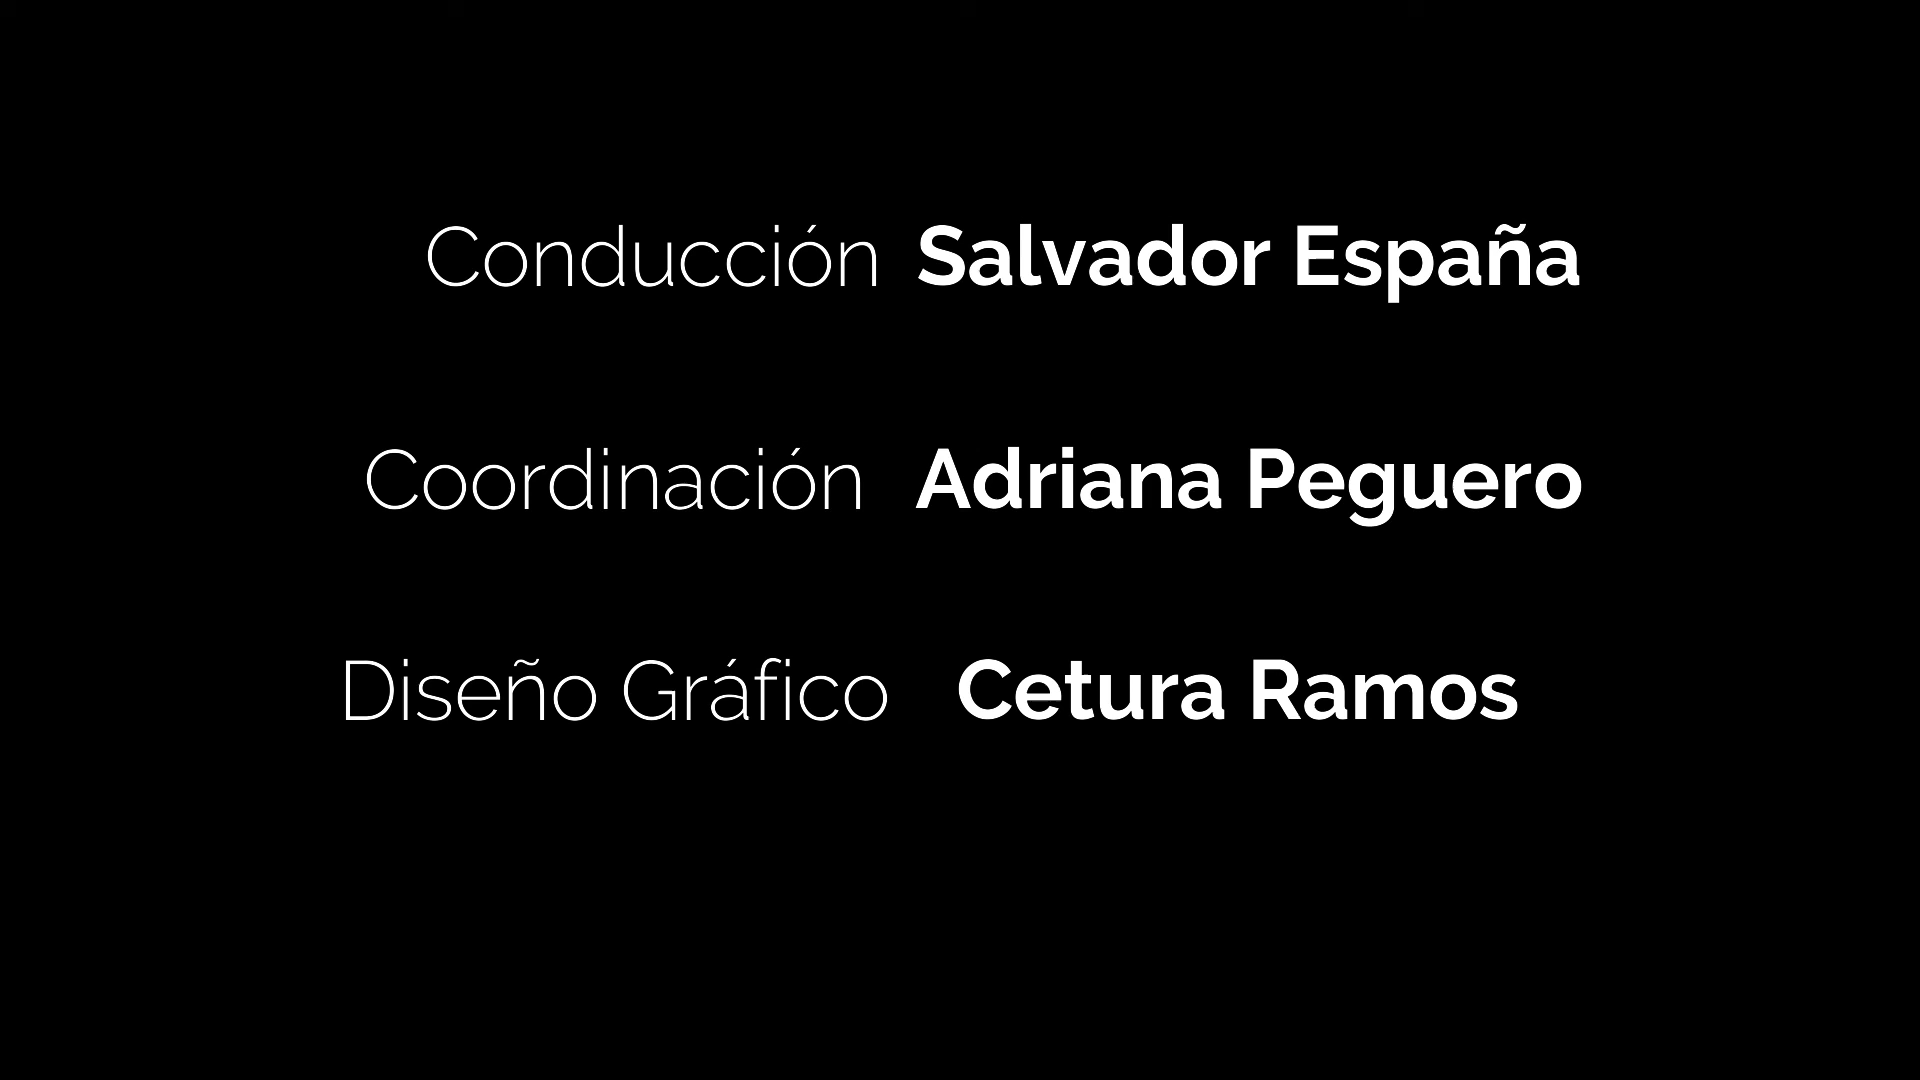 Conducción Salvador España
Coordinación Adriana Peguero
Diseño Gráfico Cetura Ramos